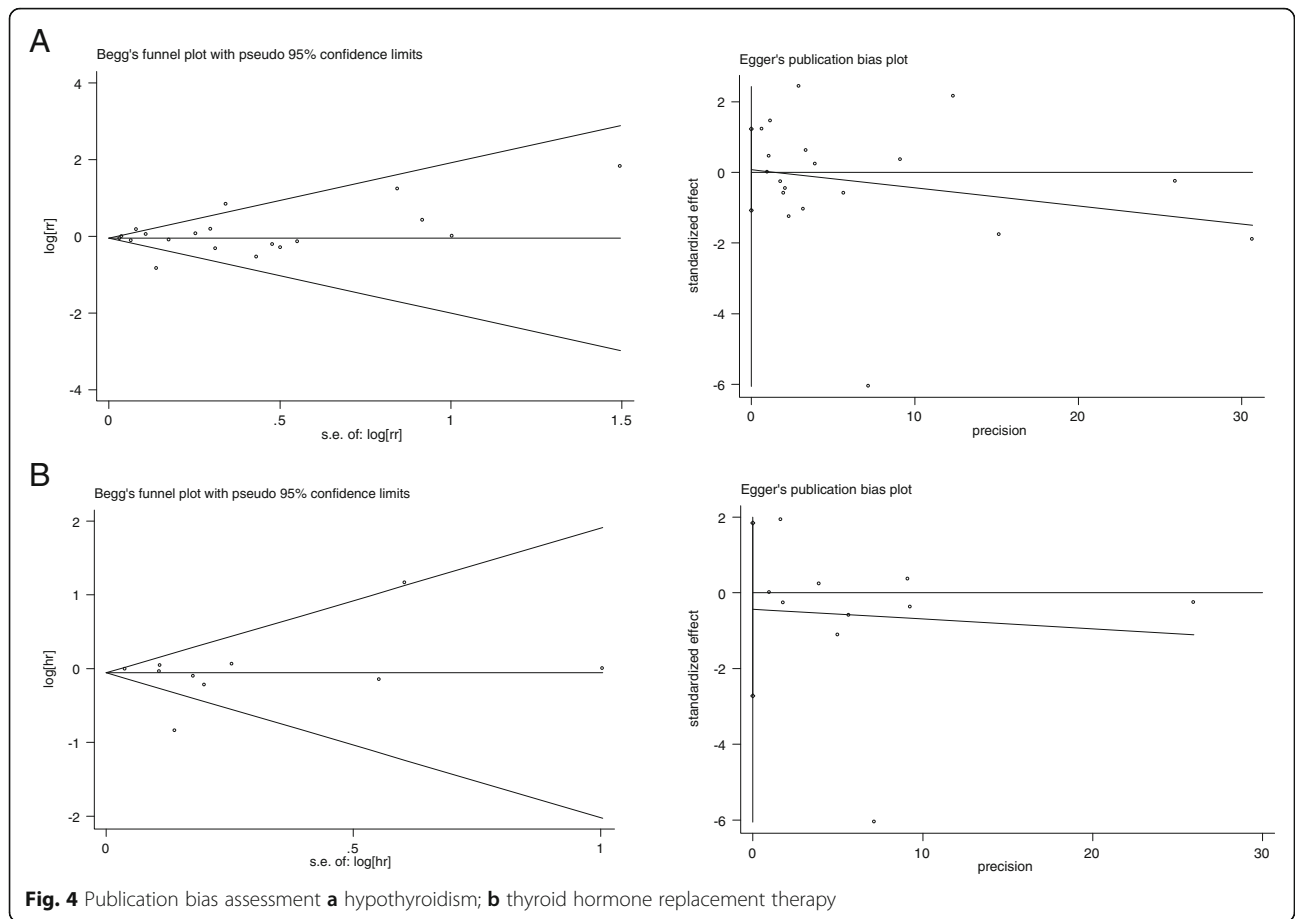 A
Begg's funnel plot with pseudo 95% confidence limits
log[rr]
4
2
0
-2
-4
0 .5 1 1.5
s.e. of: log[rr]
Egger's publication bias plot
standardized effect
2
0
-2
-4
-6
0 10 20 30
precision
B
Begg's funnel plot with pseudo 95% confidence limits
log[hr]
2
1
0
-1
-2
0 .5 1
s.e. of: log[hr]
Egger's publication bias plot
standardized effect
2
0
-2
-4
-6
0 10 20 30
precision
Fig. 4 Publication bias assessment a hypothyroidism; b thyroid hormone replacement therapy